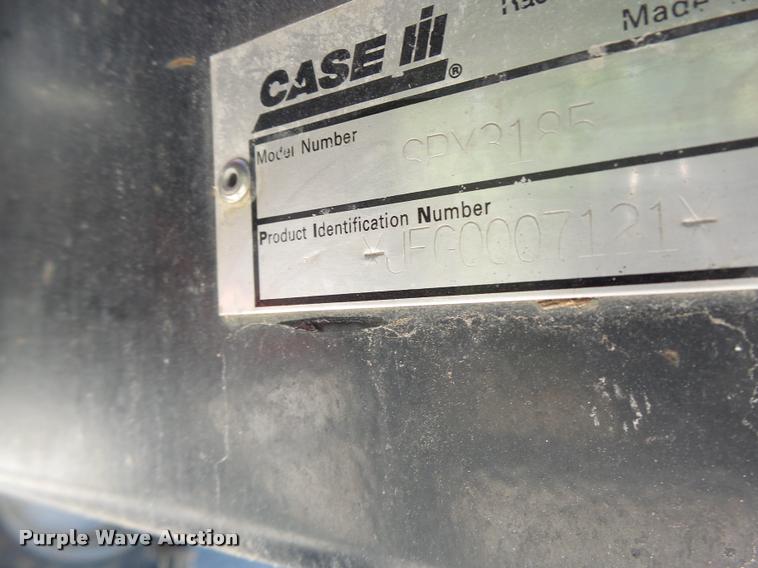 Made
CASE IH®
Model Number SPX3185
Product Identification Number
*JFG0007121*
Purple Wave Auction®